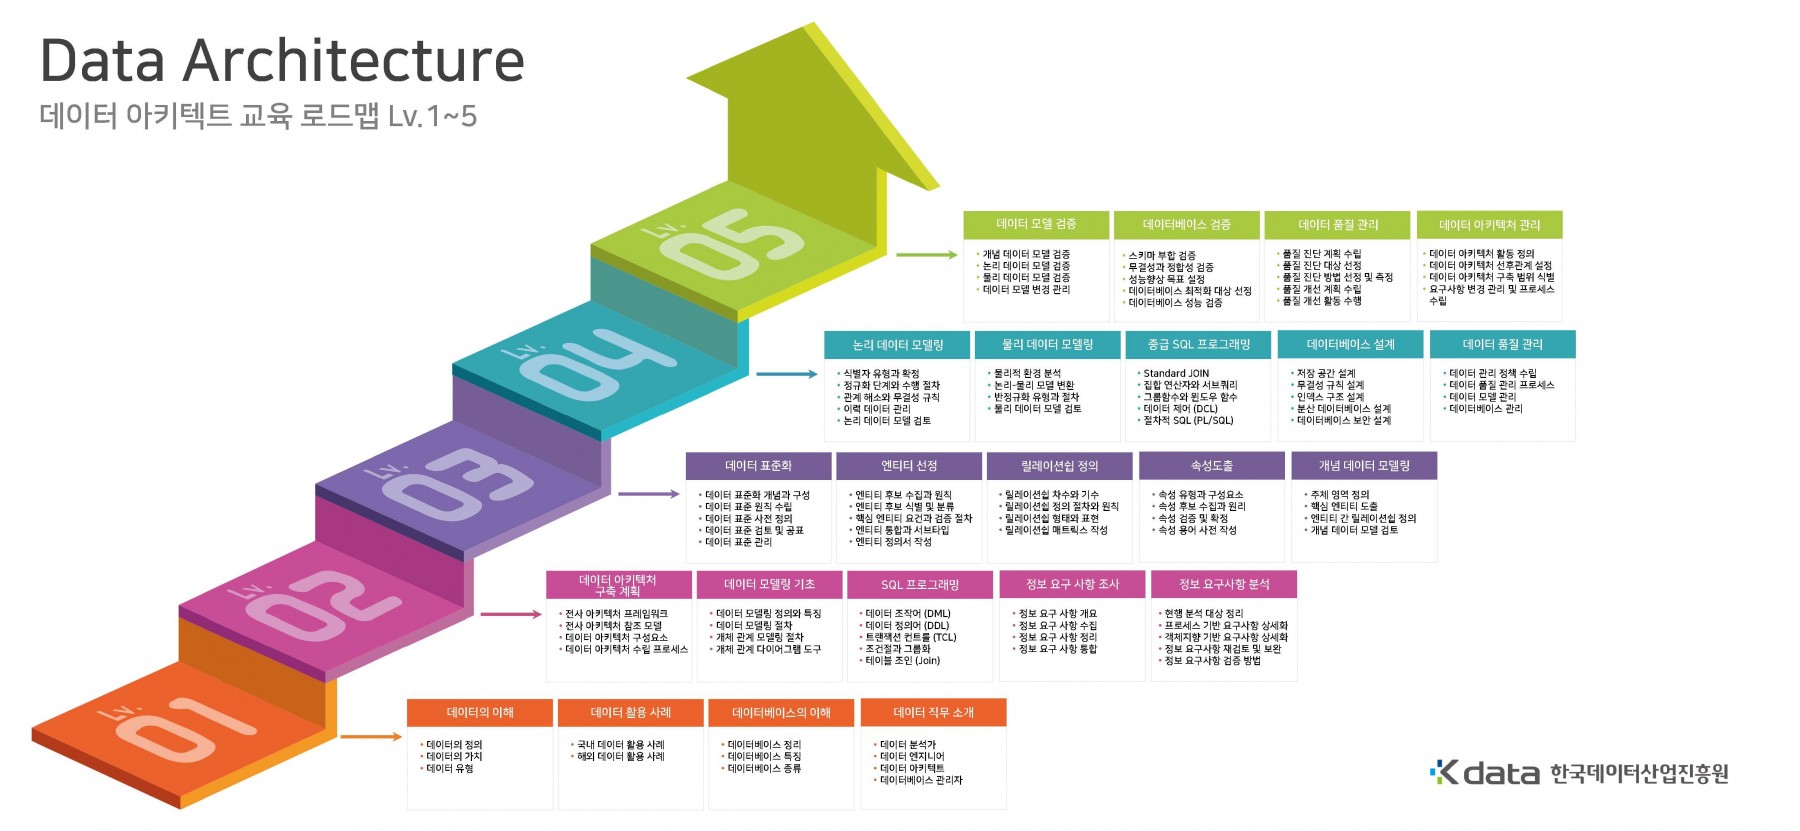 Data Architecture
데이터 아키텍트 교육 로드맵 Lv.1~5
Lv.
05
데이터 모델 검증
• 개념 데이터 모델 검증
• 논리 데이터 모델 검증
• 물리 데이터 모델 검증
• 데이터 모델 변경 관리
데이터베이스 검증
• 스키마 부합 검증
• 무결성과 정합성 검증
• 성능향상 목표 설정
• 데이터베이스 최적화 대상 선정
• 데이터베이스 성능 검증
데이터 품질 관리
• 품질 진단 계획 수립
• 품질 진단 대상 선정
• 품질 진단 방법 선정 및 측정
• 품질 개선 계획 수립
• 품질 개선 활동 수행
데이터 아키텍처 관리
• 데이터 아키텍처 활동 정의
• 데이터 아키텍처 선후관계 설정
• 데이터 아키텍처 구축 범위 식별
• 요구사항 변경 관리 및 프로세스
수립
Lv.
04
논리 데이터 모델링
• 식별자 유형과 확정
• 정규화 단계와 수행 절차
• 관계 해소와 무결성 규칙
• 이력 데이터 관리
• 논리 데이터 모델 검토
물리 데이터 모델링
• 물리적 환경 분석
• 논리-물리 모델 변환
• 반정규화 유형과 절차
• 물리 데이터 모델 검토
중급 SQL 프로그래밍
• Standard JOIN
• 집합 연산자와 서브쿼리
• 그룹함수와 윈도우 함수
• 데이터 제어 (DCL)
• 절차적 SQL (PL/SQL)
데이터베이스 설계
• 저장 공간 설계
• 무결성 규칙 설계
• 인덱스 구조 설계
• 분산 데이터베이스 설계
• 데이터베이스 보안 설계
데이터 품질 관리
• 데이터 관리 정책 수립
• 데이터 품질 관리 프로세스
• 데이터 모델 관리
• 데이터베이스 관리
Lv.
03
데이터 표준화
• 데이터 표준화 개념과 구성
• 데이터 표준 원칙 수립
• 데이터 표준 사전 정의
• 데이터 표준 검토 및 공표
• 데이터 표준 관리
엔티티 선정
• 엔티티 후보 수집과 원칙
• 엔티티 후보 식별 및 분류
• 핵심 엔티티 요건과 검증 절차
• 엔티티 통합과 서브타입
• 엔티티 정의서 작성
릴레이션쉽 정의
• 릴레이션쉽 차수와 기수
• 릴레이션쉽 정의 절차와 원칙
• 릴레이션쉽 형태와 표현
• 릴레이션쉽 매트릭스 작성
속성도출
• 속성 유형과 구성요소
• 속성 후보 수집과 원리
• 속성 검증 및 확정
• 속성 용어 사전 작성
개념 데이터 모델링
• 주제 영역 정의
• 핵심 엔티티 도출
• 엔티티 간 릴레이션쉽 정의
• 개념 데이터 모델 검토
Lv.
02
데이터 아키텍처
구축 계획
• 전사 아키텍처 프레임워크
• 전사 아키텍처 참조 모델
• 데이터 아키텍처 구성요소
• 데이터 아키텍처 수립 프로세스
데이터 모델링 기초
• 데이터 모델링 정의와 특징
• 데이터 모델링 절차
• 개체 관계 모델링 절차
• 개체 관계 다이어그램 도구
SQL 프로그래밍
• 데이터 조작어 (DML)
• 데이터 정의어 (DDL)
• 트랜잭션 컨트롤 (TCL)
• 조건절과 그룹화
• 테이블 조인 (Join)
정보 요구 사항 조사
• 정보 요구 사항 개요
• 정보 요구 사항 수집
• 정보 요구 사항 정리
• 정보 요구 사항 통합
정보 요구사항 분석
• 현행 분석 대상 정리
• 프로세스 기반 요구사항 상세화
• 객체지향 기반 요구사항 상세화
• 정보 요구사항 재검토 및 보완
• 정보 요구사항 검증 방법
Lv.
01
데이터의 이해
• 데이터의 정의
• 데이터의 가치
• 데이터 유형
데이터 활용 사례
• 국내 데이터 활용 사례
• 해외 데이터 활용 사례
데이터베이스의 이해
• 데이터베이스 정리
• 데이터베이스 특징
• 데이터베이스 종류
데이터 직무 소개
• 데이터 분석가
• 데이터 엔지니어
• 데이터 아키텍트
• 데이터베이스 관리자
Kdata 한국데이터산업진흥원